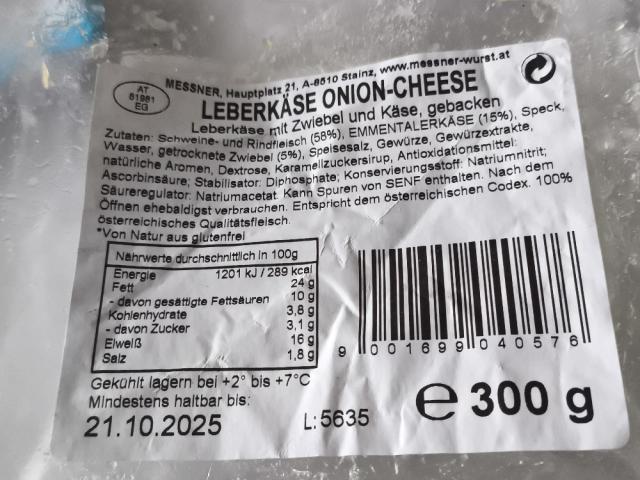 AT
61981
EG
MESSNER, Hauptplatz 21, A-8510 Stainz, www.messner-wurst.at
LEBERKÄSE ONION-CHEESE
Leberkäse mit Zwiebel und Käse, gebacken
Zutaten: Schweine- und Rindfleisch (58%), EMMENTALERKÄSE (15%), Speck,
Wasser, getrocknete Zwiebel (5%), Speisesalz, Gewürze, Gewürzextrakte,
natürliche Aromen, Dextrose, Karamellzuckersirup, Antioxidationsmittel:
Ascorbinsäure; Stabilisator: Diphosphate; Konservierungsstoff: Natriumnitrit;
Säureregulator: Natriumacetat. Kann Spuren von SENF enthalten. Nach dem
Öffnen ehebaldigst verbrauchen. Entspricht dem österreichischen Codex. 100%
österreichisches Qualitätsfleisch.
*Von Natur aus glutenfrei
Nährwerte durchschnittlich in 100g
Energie 1201 kJ / 289 kcal
Fett 24 g
- davon gesättigte Fettsäuren 10 g
Kohlenhydrate 3,8 g
- davon Zucker 3,1 g
Eiweiß 16 g
Salz 1,8 g
9 001699 040576
Gekühlt lagern bei +2° bis +7°C
Mindestens haltbar bis:
21.10.2025
L: 5635
e 300 g